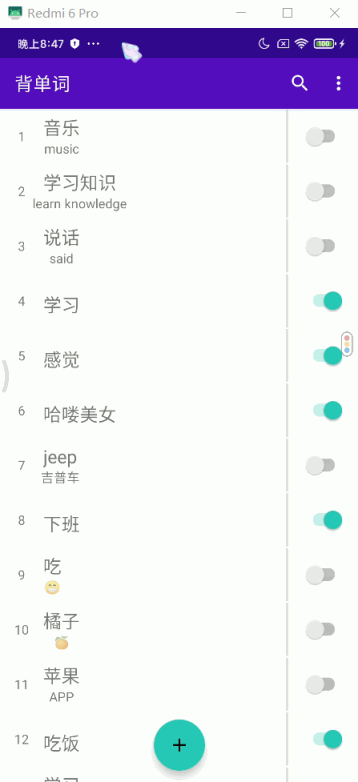 Redmi 6 Pro
晚上8:47
100
背单词
1
音乐
music
2
学习知识
learn knowledge
3
说话
said
4
学习
5
感觉
6
哈喽美女
7
jeep
吉普车
8
下班
9
吃
😁
10
橘子
🍊
11
苹果
APP
12
吃饭
+